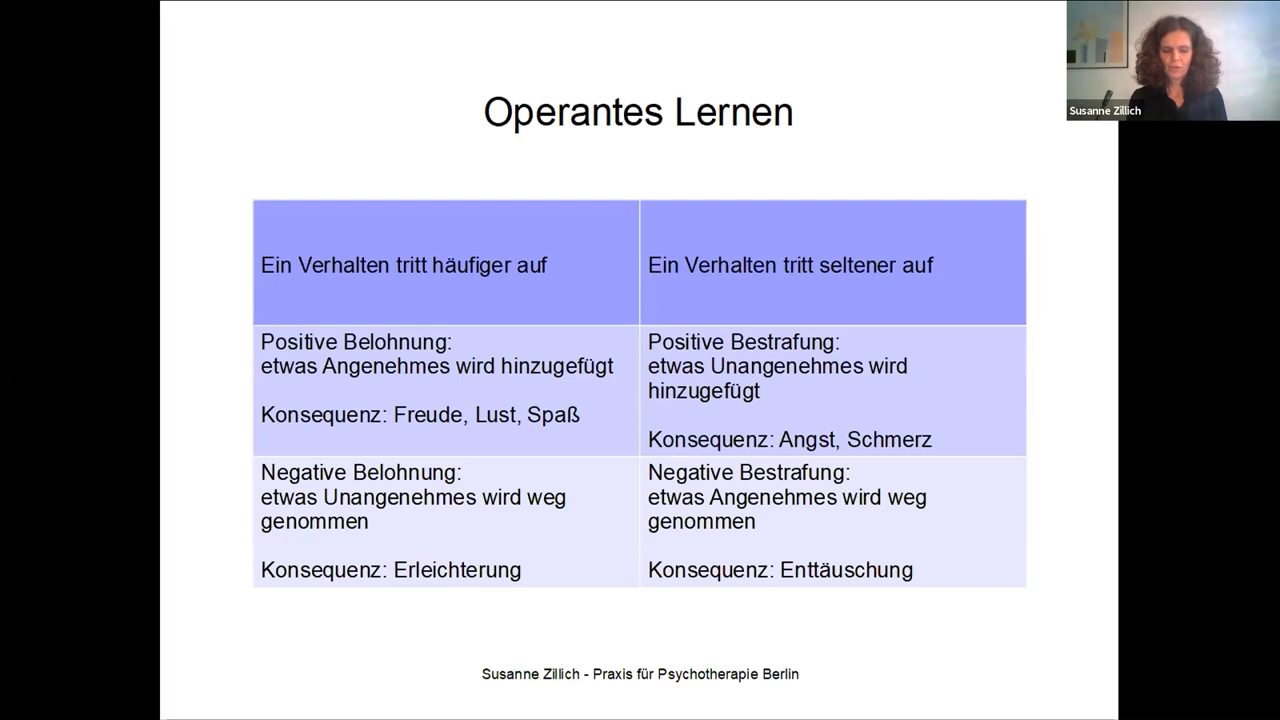 Susanne Zillich
Operantes Lernen
Ein Verhalten tritt häufiger auf
Ein Verhalten tritt seltener auf
Positive Belohnung:
etwas Angenehmes wird hinzugefügt
Konsequenz: Freude, Lust, Spaß
Positive Bestrafung:
etwas Unangenehmes wird
hinzugefügt
Konsequenz: Angst, Schmerz
Negative Belohnung:
etwas Unangenehmes wird weg
genommen
Konsequenz: Erleichterung
Negative Bestrafung:
etwas Angenehmes wird weg
genommen
Konsequenz: Enttäuschung
Susanne Zillich - Praxis für Psychotherapie Berlin